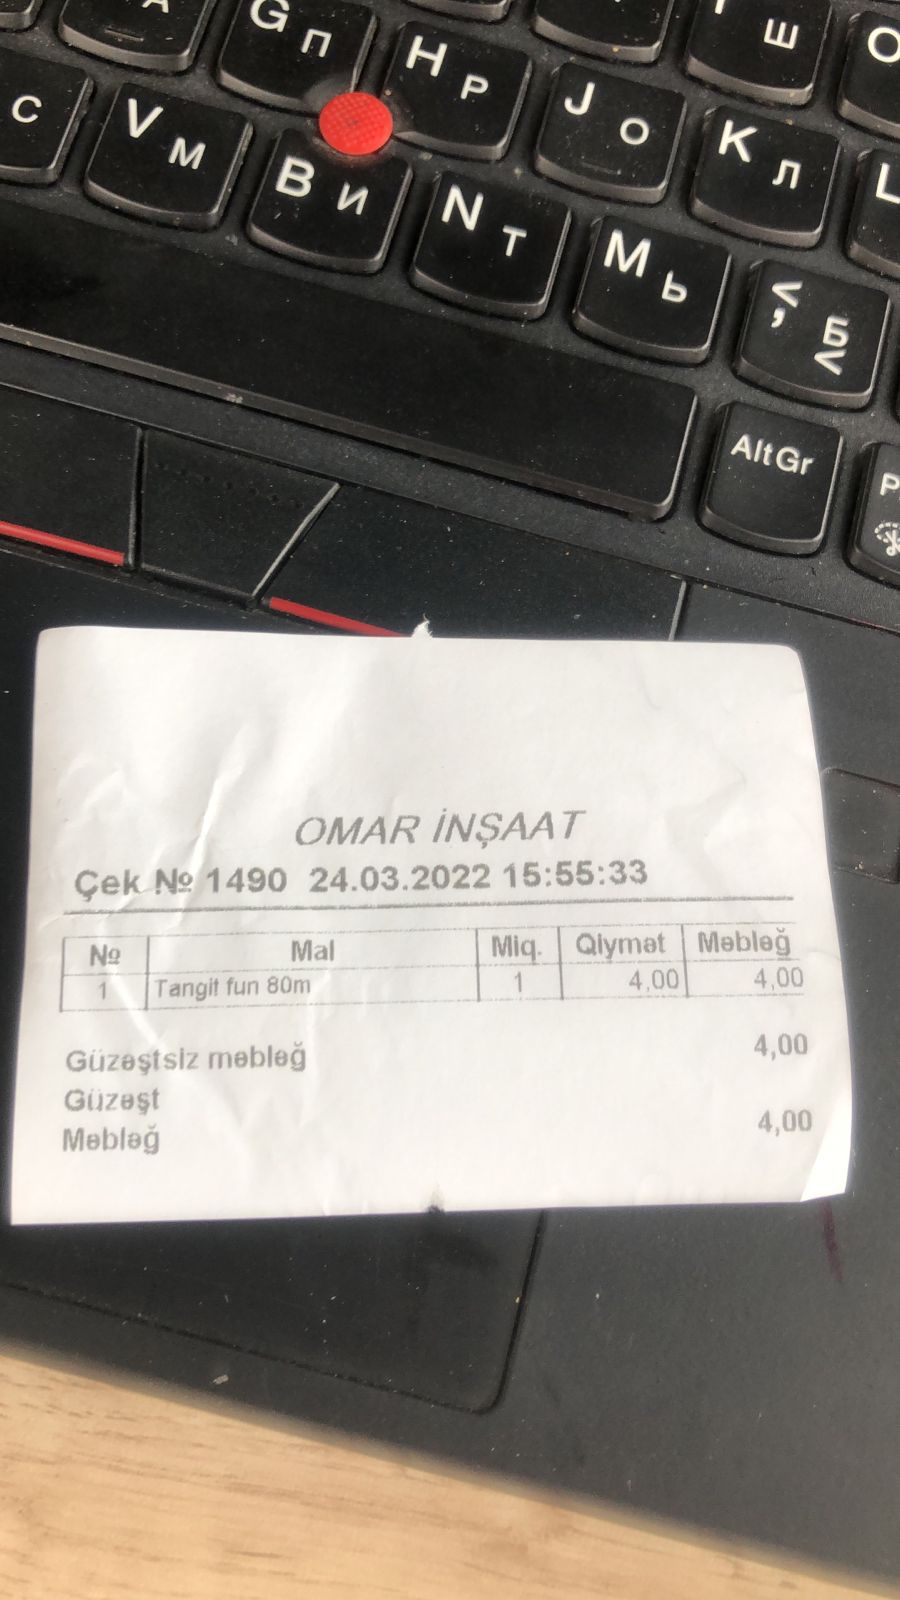 G П
H Р
Ш
O
C
V М
B И
J О
K Л
L
N Т
M Ь
< , Б <
AltGr
P
OMAR İNŞAAT
Çek № 1490 24.03.2022 15:55:33
№ Mal Miq. Qiymət Məbləğ
1 Tangit fun 80m 1 4,00 4,00
Güzəştsiz məbləğ 4,00
Güzəşt
Məbləğ 4,00